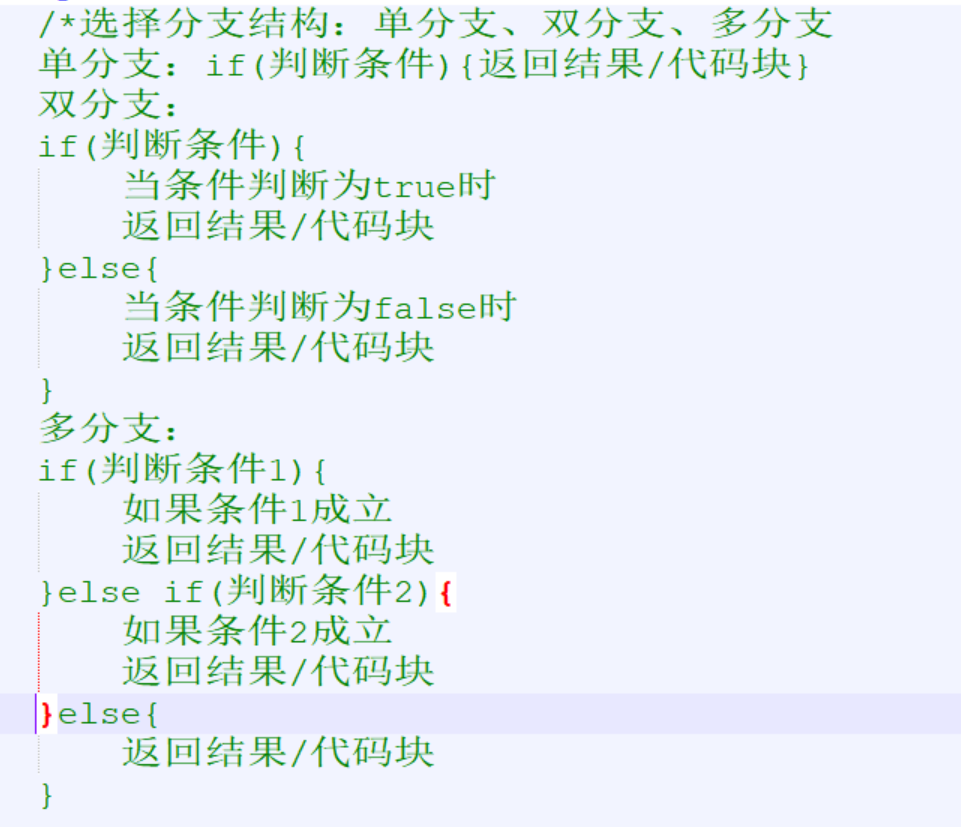 /*选择分支结构：单分支、双分支、多分支
单分支：if(判断条件){返回结果/代码块}
双分支：
if(判断条件){
    当条件判断为true时
    返回结果/代码块
}else{
    当条件判断为false时
    返回结果/代码块
}
多分支：
if(判断条件1){
    如果条件1成立
    返回结果/代码块
}else if(判断条件2){
    如果条件2成立
    返回结果/代码块
}else{
    返回结果/代码块
}